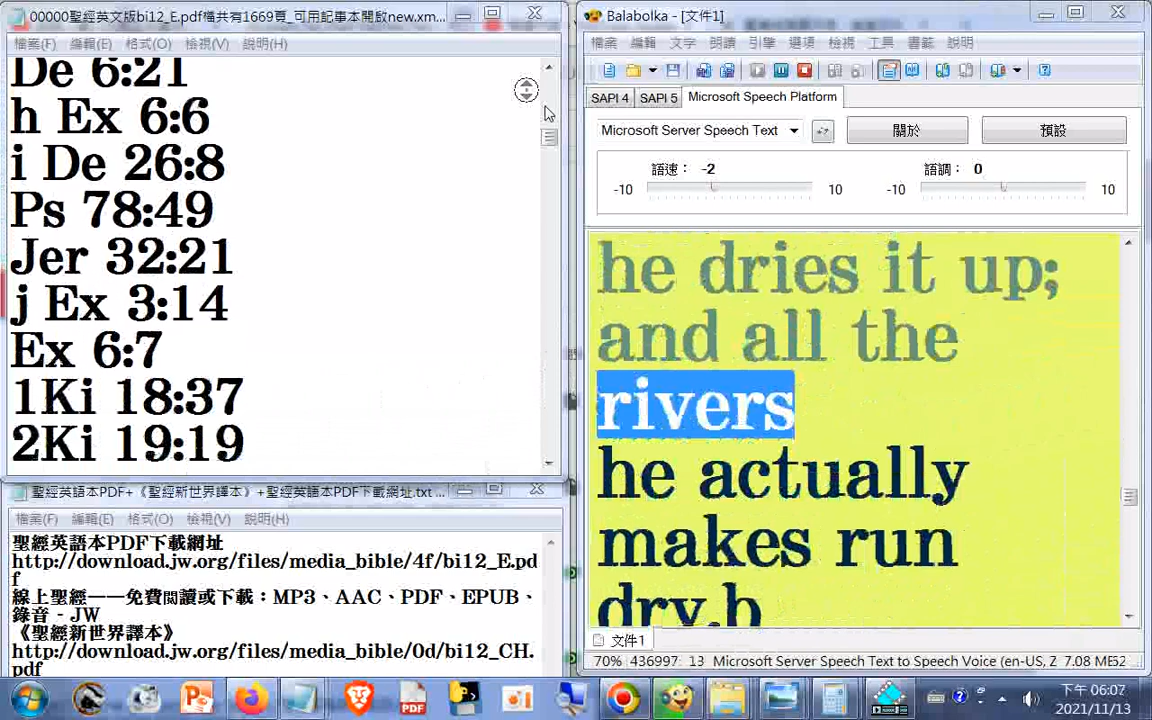 00000聖經英文版bi12_E.pdf檔共有1669頁_可用記事本開啟new.xm...
檔案(F) 編輯(E) 格式(O) 檢視(V) 說明(H)
De 6:21
h Ex 6:6
i De 26:8
Ps 78:49
Jer 32:21
j Ex 3:14
Ex 6:7
1Ki 18:37
2Ki 19:19
聖經英語本PDF+《聖經新世界譯本》+聖經英語本PDF下載網址.txt ...
檔案(F) 編輯(E) 格式(O) 檢視(V) 說明(H)
聖經英語本PDF下載網址
http://download.jw.org/files/media_bible/4f/bi12_E.pd
f
線上聖經——免費閱讀或下載：MP3、AAC、PDF、EPUB、
錄音 - JW
《聖經新世界譯本》
http://download.jw.org/files/media_bible/0d/bi12_CH.
pdf
Balabolka - [文件1]
檔案 編輯 文字 朗讀 引擎 選項 檢視 工具 書籤 說明
SAPI 4 SAPI 5 Microsoft Speech Platform
Microsoft Server Speech Text 關於 預設
語速： -2 語調： 0
-10 10 -10 10
he dries it up;
and all the
rivers
he actually
makes run
dry.b
文件1
70% 436997: 13 Microsoft Server Speech Text to Speech Voice (en-US, Z 7.08 ME52
PDF
下午 06:07
2021/11/13